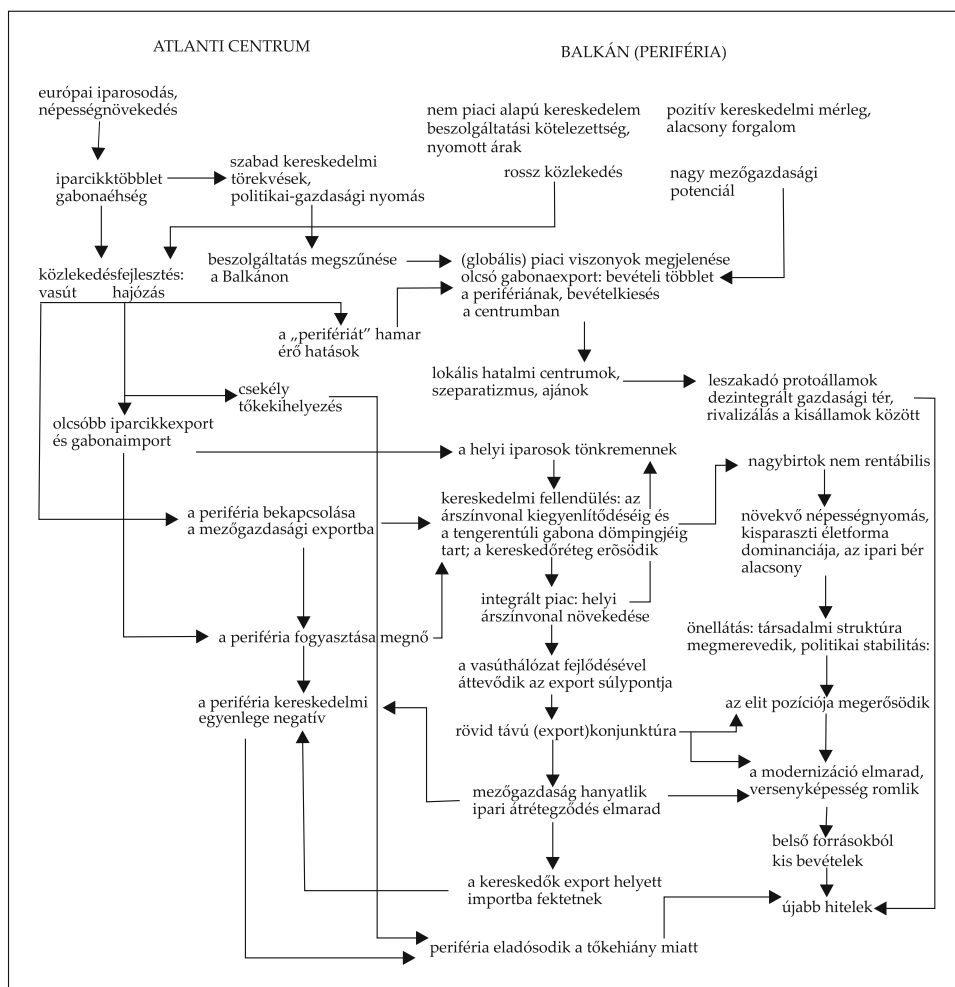 ATLANTI CENTRUM
BALKÁN (PERIFÉRIA)
európai iparosodás,
népességnövekedés
nem piaci alapú kereskedelem
beszolgáltatási kötelezettség,
nyomott árak
pozitív kereskedelmi mérleg,
alacsony forgalom
iparcikktöbblet
gabonaéhség
szabad kereskedelmi
törekvések,
politikai-gazdasági nyomás
rossz közlekedés
nagy mezőgazdasági
potenciál
közlekedésfejlesztés:
vasút hajózás
beszolgáltatás megszűnése
a Balkánon
(globális) piaci viszonyok megjelenése
olcsó gabonaexport: bevételi többlet
a perifériának, bevételkiesés
a centrumban
a „perifériát” hamar
érő hatások
lokális hatalmi centrumok,
szeparatizmus, ajánok
leszakadó protoállamok
dezintegrált gazdasági tér,
rivalizálás a kisállamok között
csekély
tőkekihelyezés
olcsóbb iparcikkexport
és gabonaimport
a helyi iparosok tönkremennek
nagybirtok nem rentábilis
a periféria bekapcsolása
a mezőgazdasági exportba
kereskedelmi fellendülés: az
árszínvonal kiegyenlítődéséig és
a tengerentúli gabona dömpingjéig
tart; a kereskedőréteg erõsödik
növekvő népességnyomás,
kisparaszti életforma
dominanciája, az ipari bér
alacsony
integrált piac: helyi
árszínvonal növekedése
a periféria fogyasztása megnő
önellátás: társadalmi struktúra
megmerevedik, politikai stabilitás:
a vasúthálózat fejlődésével
áttevődik az export súlypontja
a periféria kereskedelmi
egyenlege negatív
az elit pozíciója megerősödik
rövid távú (export)konjunktúra
a modernizáció elmarad,
versenyképesség romlik
mezőgazdaság hanyatlik
ipari átrétegződés elmarad
belső forrásokból
kis bevételek
a kereskedők export helyett
importba fektetnek
újabb hitelek
periféria eladósodik a tőkehiány miatt